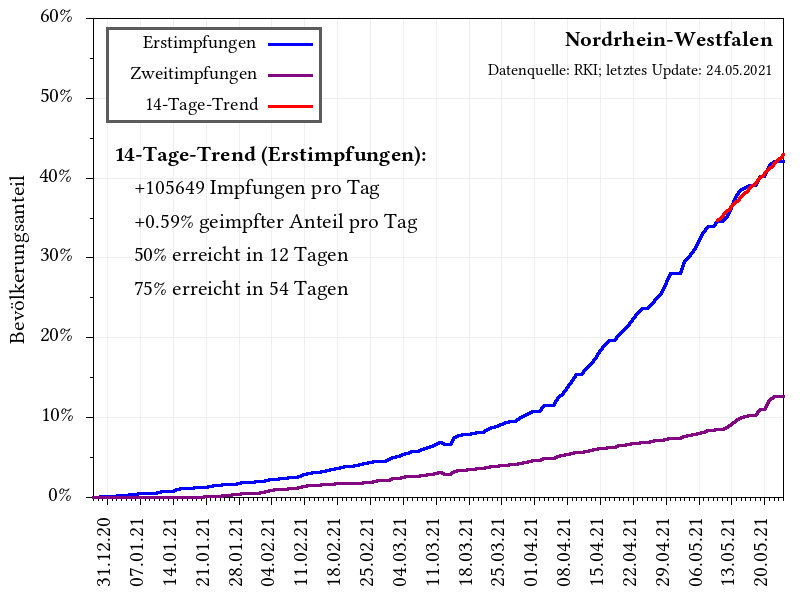 60%
50%
40%
30%
20%
10%
0%
Bevölkerungsanteil
Erstimpfungen
Zweitimpfungen
14-Tage-Trend
Nordrhein-Westfalen
Datenquelle: RKI; letztes Update: 24.05.2021
14-Tage-Trend (Erstimpfungen):
+105649 Impfungen pro Tag
+0.59% geimpfter Anteil pro Tag
50% erreicht in 12 Tagen
75% erreicht in 54 Tagen
31.12.20
07.01.21
14.01.21
21.01.21
28.01.21
04.02.21
11.02.21
18.02.21
25.02.21
04.03.21
11.03.21
18.03.21
25.03.21
01.04.21
08.04.21
15.04.21
22.04.21
29.04.21
06.05.21
13.05.21
20.05.21